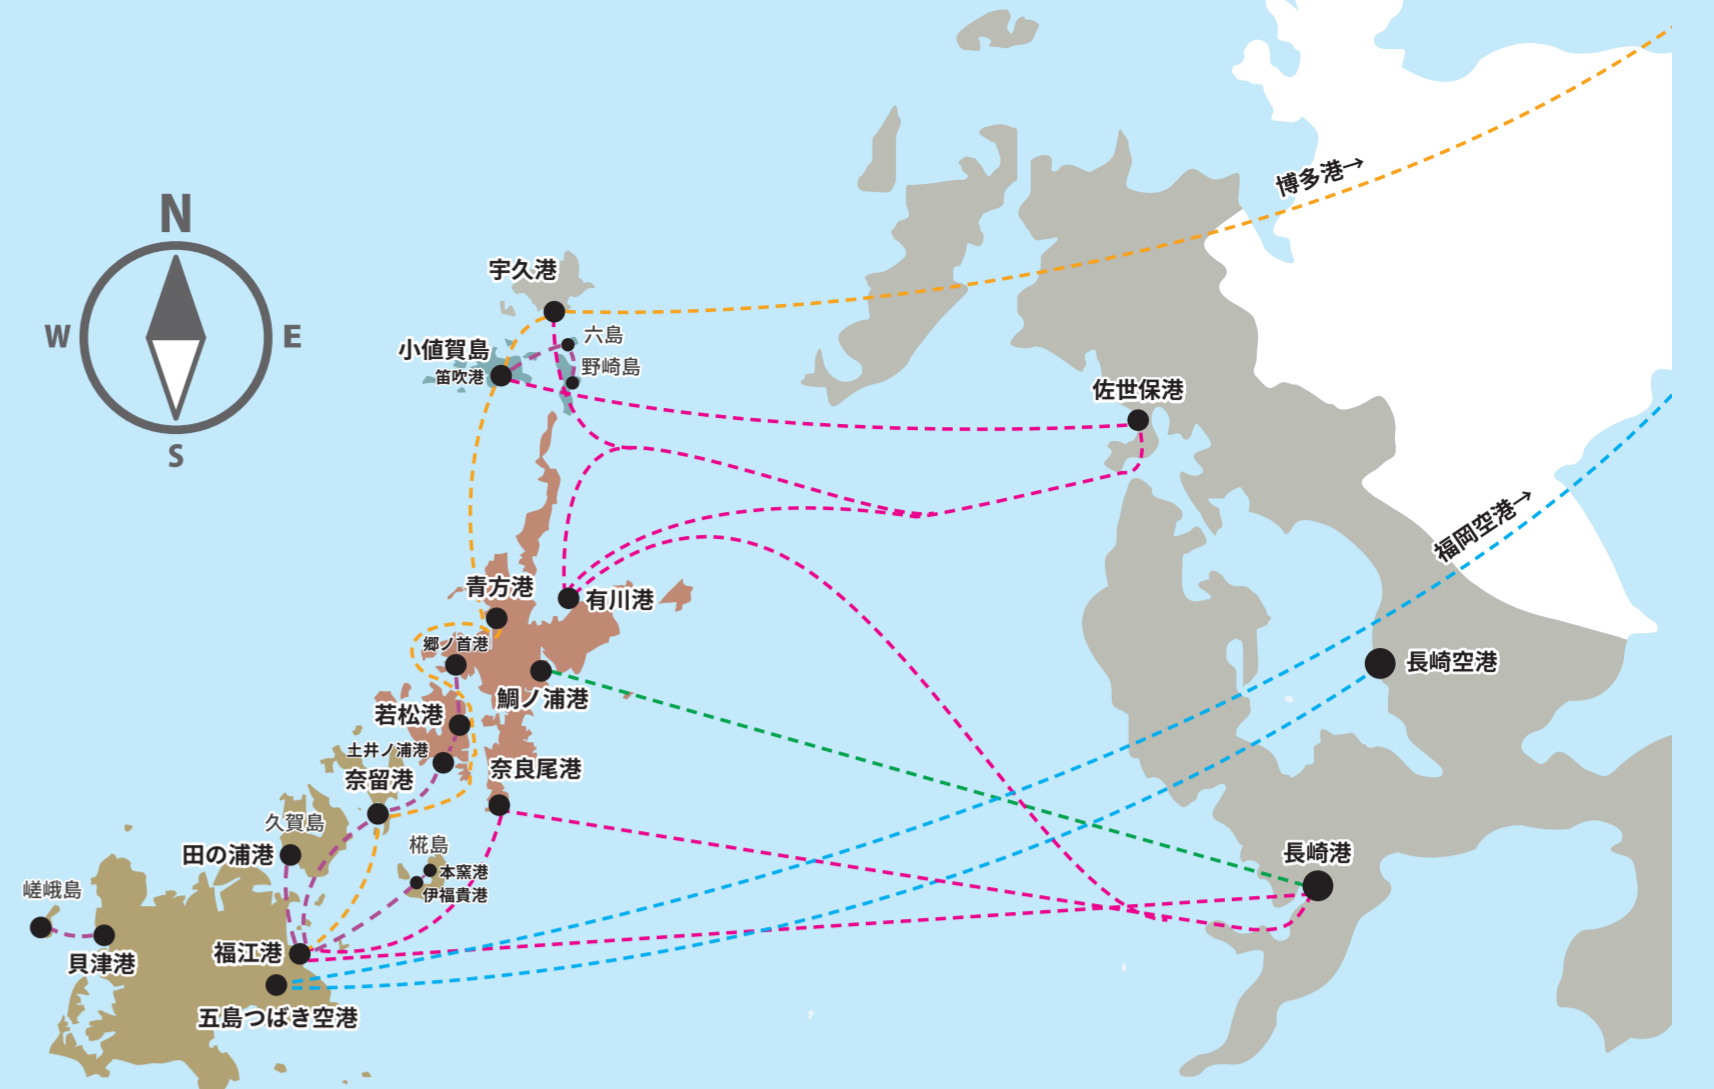 博多港→
N
W
E
S
宇久港
六島
小値賀島
野崎島
笛吹港
佐世保港
福岡空港→
青方港
有川港
郷ノ首港
長崎空港
鯛ノ浦港
若松港
土井ノ浦港
奈良尾港
奈留港
久賀島
椛島
田の浦港
長崎港
本窯港
嵯峨島
伊福貴港
福江港
貝津港
五島つばき空港